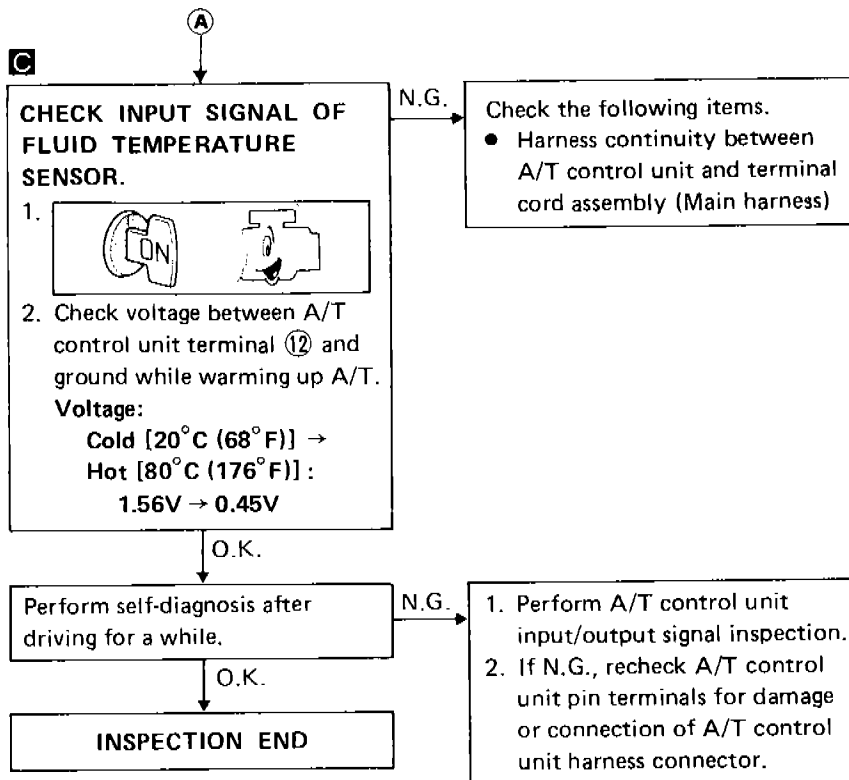 A
C
CHECK INPUT SIGNAL OF
FLUID TEMPERATURE
SENSOR.
1.
ON
2. Check voltage between A/T
control unit terminal ⑫ and
ground while warming up A/T.
Voltage:
Cold [20°C (68°F)] →
Hot [80°C (176°F)] :
1.56V → 0.45V
N.G.
Check the following items.
● Harness continuity between
A/T control unit and terminal
cord assembly (Main harness)
O.K.
Perform self-diagnosis after
driving for a while.
N.G.
1. Perform A/T control unit
input/output signal inspection.
2. If N.G., recheck A/T control
unit pin terminals for damage
or connection of A/T control
unit harness connector.
O.K.
INSPECTION END